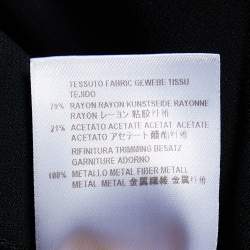 TESSUTO FABRIC GEWEBE TISSU
TEJIDO
79% RAYON RAYON KUNSTSEIDE RAYONNE
RAYON レーヨン 粘胶纤维
21% ACETATO ACETATE ACETAT ACETATE
ACETATO アセテート 醋酯纤维
RIFINITURA TRIMMING BESATZ
GARNITURE ADORNO
100% METALLO METAL FIBER METALL
METAL METAL 金属繊維 金属纤维